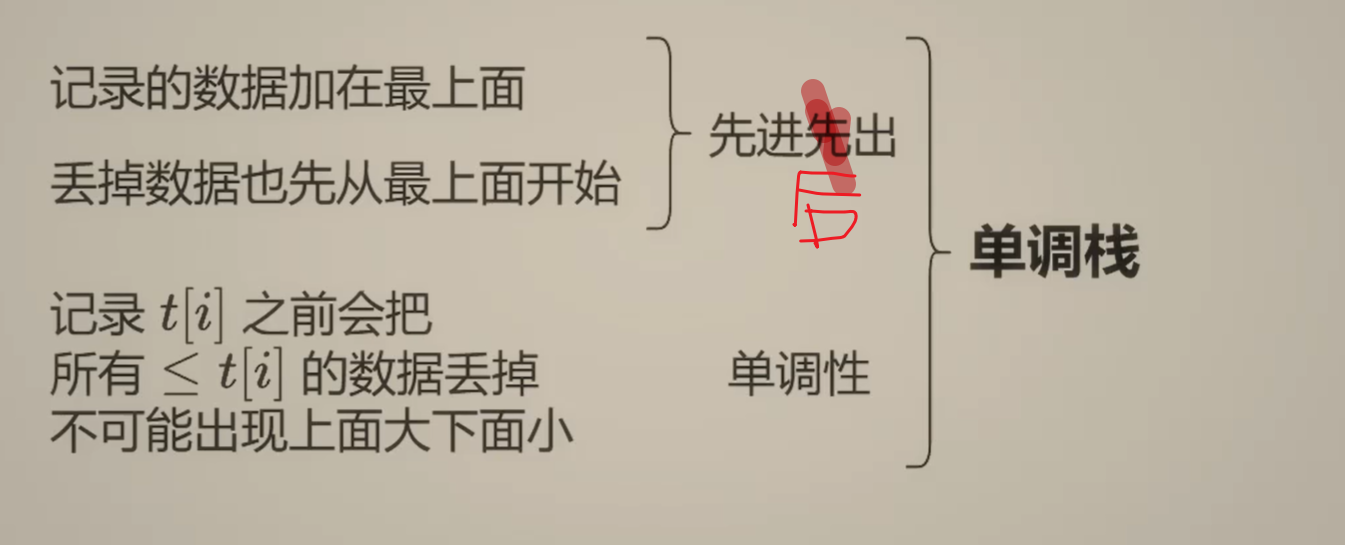 记录的数据加在最上面
丢掉数据也先从最上面开始
先进先出
后
记录 t[i] 之前会把
所有 ≤ t[i] 的数据丢掉
不可能出现上面大下面小
单调性
单调栈